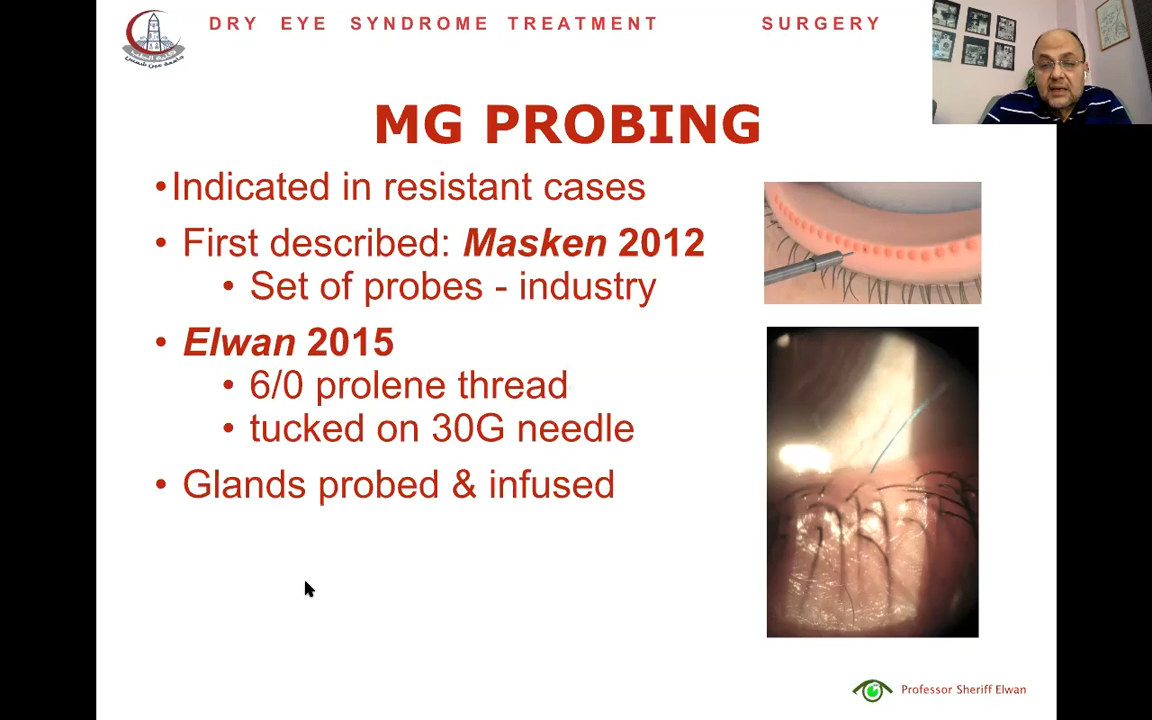 DRY EYE SYNDROME TREATMENT SURGERY
MG PROBING
•Indicated in resistant cases
• First described: Masken 2012
• Set of probes - industry
• Elwan 2015
• 6/0 prolene thread
• tucked on 30G needle
• Glands probed & infused
Professor Sheriff Elwan